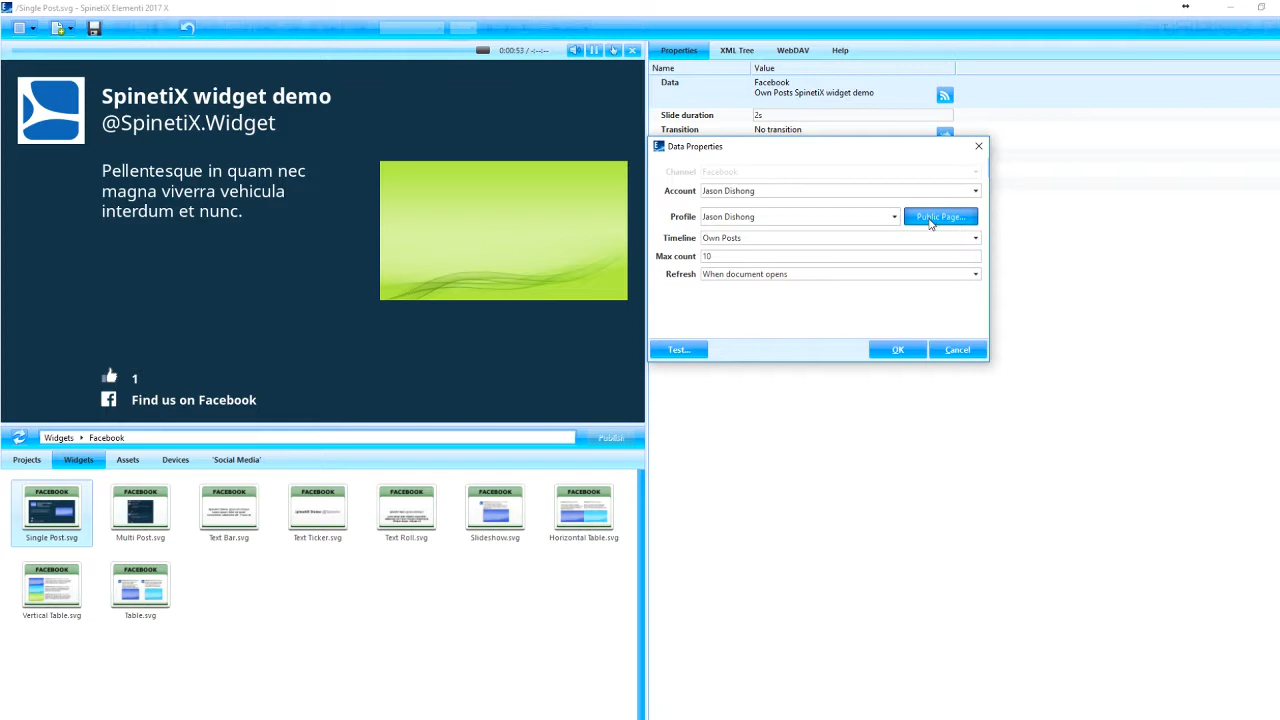 /Single Post.svg - SpinetiX Elementi 2017 X
0:00:53 / -:--:--
SpinetiX widget demo
@SpinetiX.Widget
Pellentesque in quam nec
magna viverra vehicula
interdum et nunc.
1
Find us on Facebook
Widgets ▸ Facebook
Publish
Projects
Widgets
Assets
Devices
'Social Media'
FACEBOOK
FACEBOOK
FACEBOOK
FACEBOOK
FACEBOOK
FACEBOOK
FACEBOOK
Single Post.svg
Multi Post.svg
Text Bar.svg
Text Ticker.svg
Text Roll.svg
Slideshow.svg
Horizontal Table.svg
FACEBOOK
FACEBOOK
Vertical Table.svg
Table.svg
Properties
XML Tree
WebDAV
Help
Name
Value
Data
Facebook
Own Posts SpinetiX widget demo
Slide duration
2s
Transition
No transition
Data Properties
Channel
Facebook
Account
Jason Dishong
Profile
Jason Dishong
Public Page...
Timeline
Own Posts
Max count
10
Refresh
When document opens
Test...
OK
Cancel